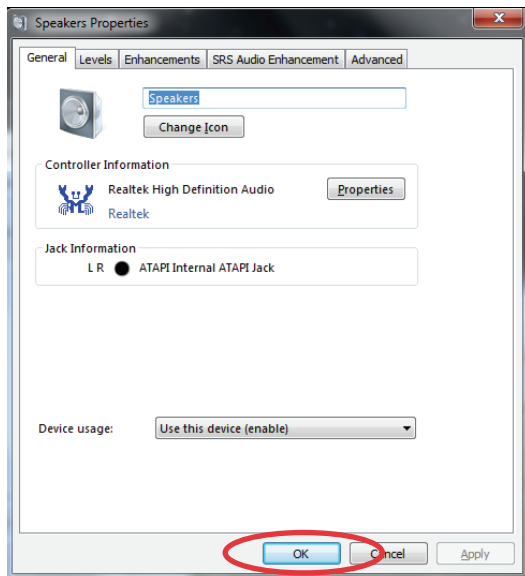 Speakers Properties
General Levels Enhancements SRS Audio Enhancement Advanced
Speakers
Change Icon
Controller Information
Realtek High Definition Audio Properties
Realtek
Jack Information
L R ATAPI Internal ATAPI Jack
Device usage: Use this device (enable)
OK Cancel Apply